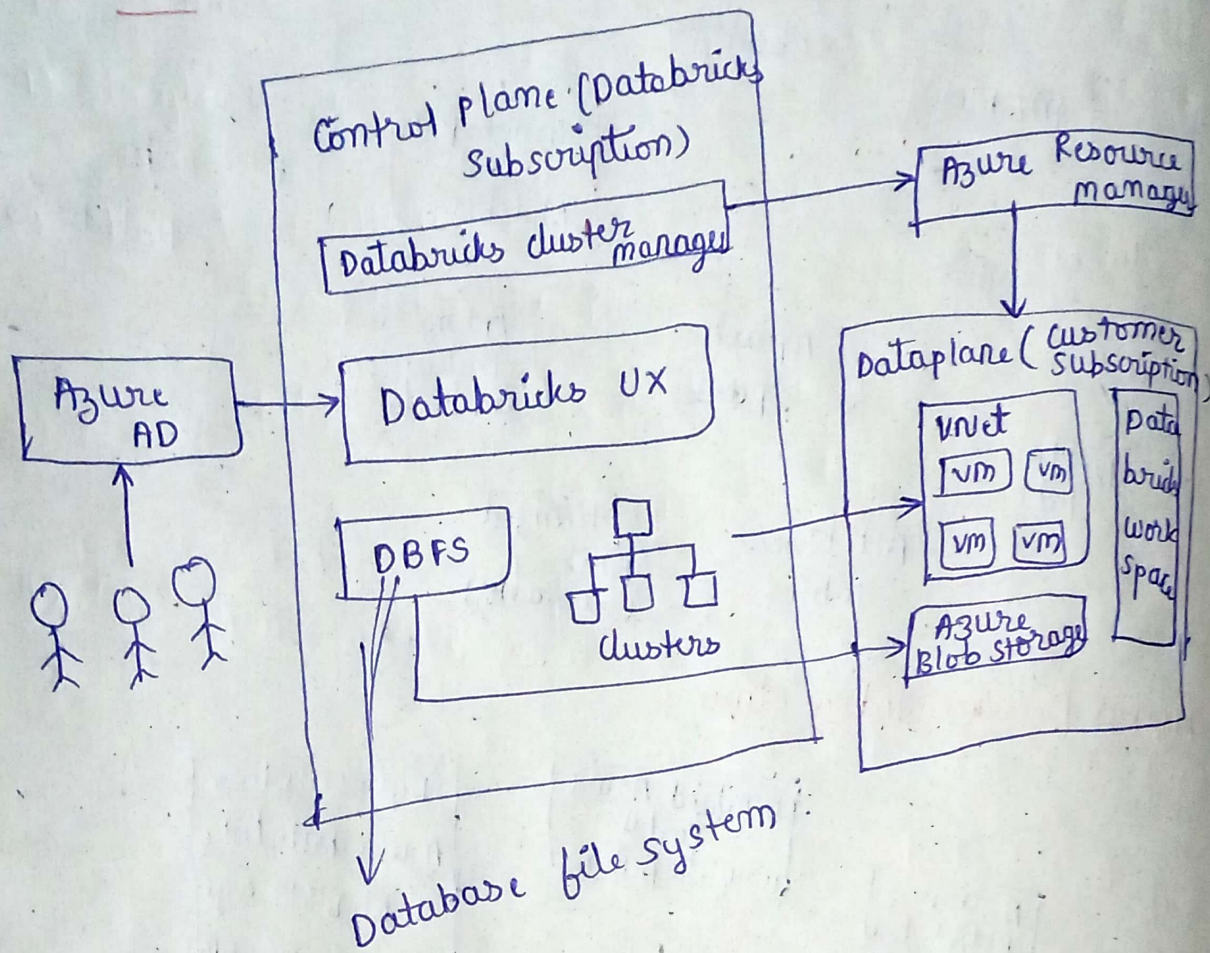 Control plane (Databricks
Subscription)
Databricks cluster
manager
Azure Resource
manager
Azure
AD
Databricks UX
Dataplane (Customer
Subscription)
VNet
VM VM
VM VM
Data
bricks
work
space
DBFS
clusters
Azure
Blob Storage
Database file system